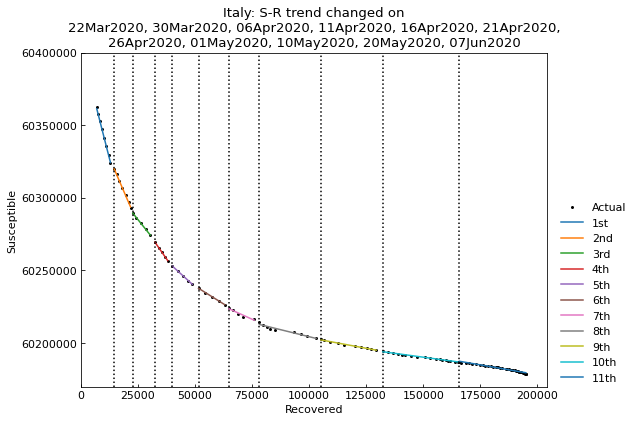 Italy: S-R trend changed on
22Mar2020, 30Mar2020, 06Apr2020, 11Apr2020, 16Apr2020, 21Apr2020,
26Apr2020, 01May2020, 10May2020, 20May2020, 07Jun2020
60400000
60350000
60300000
60250000
60200000
Susceptible
0 25000 50000 75000 100000 125000 150000 175000 200000
Recovered
Actual
1st
2nd
3rd
4th
5th
6th
7th
8th
9th
10th
11th